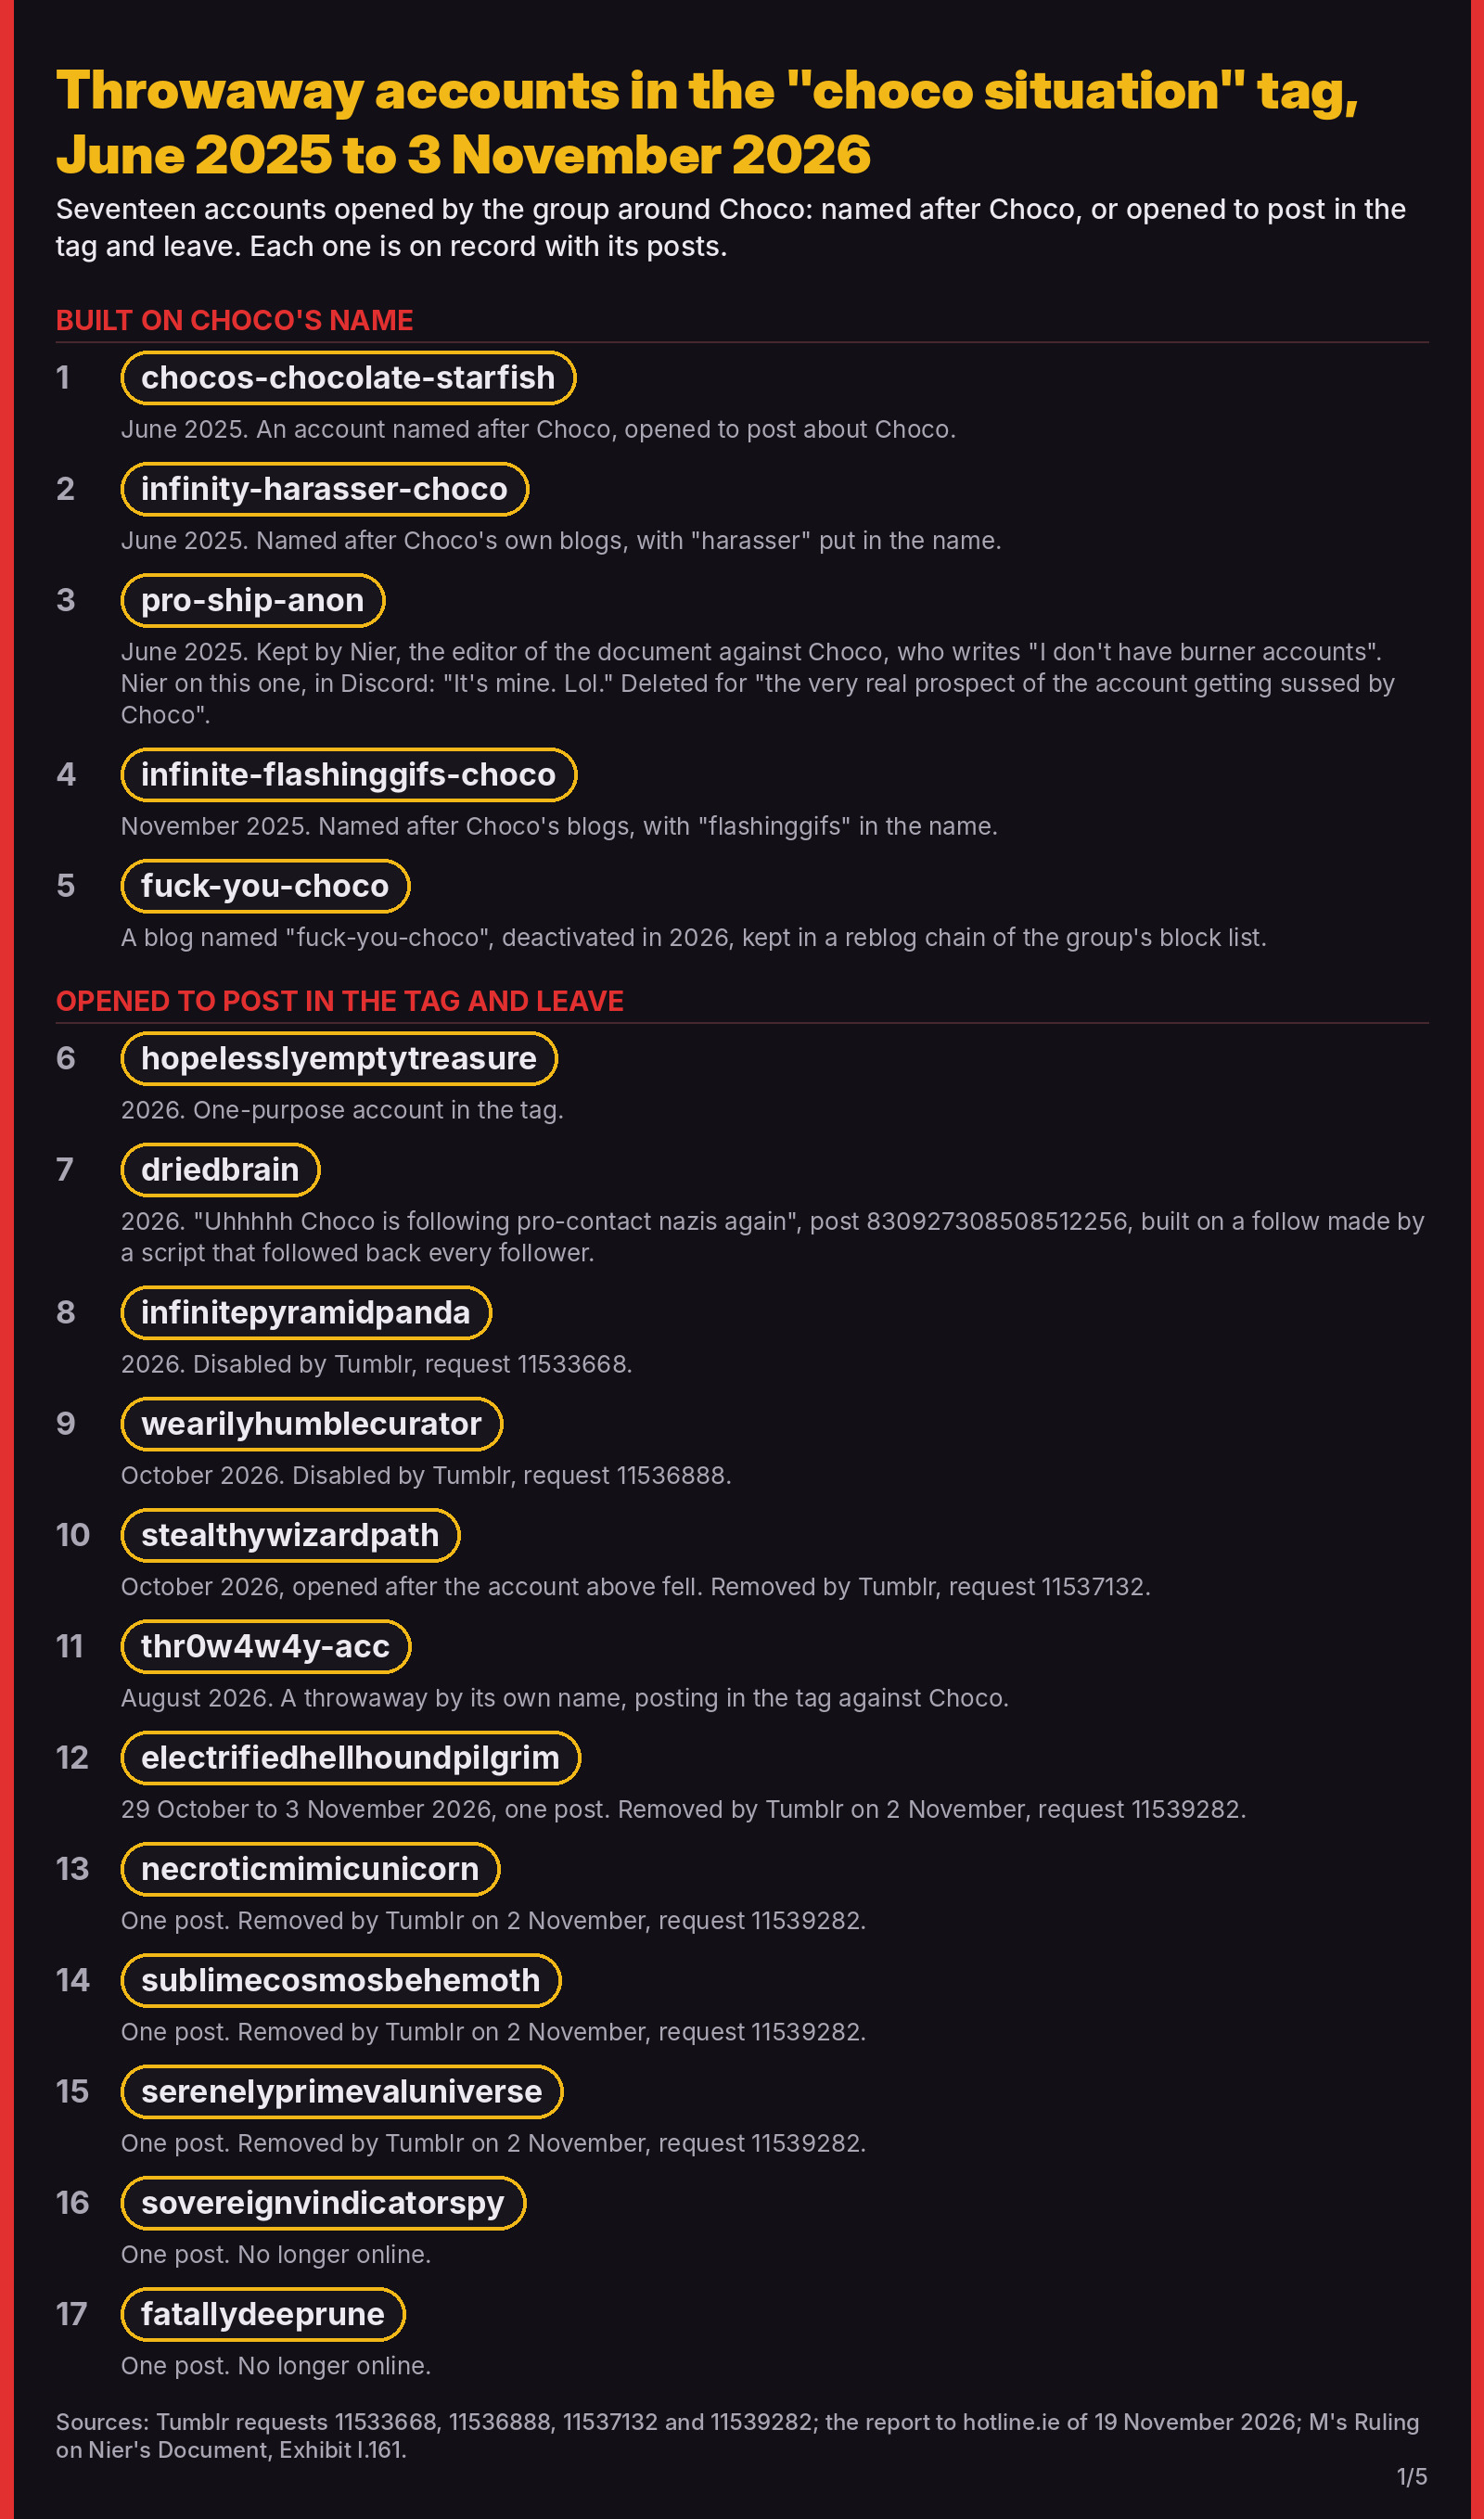 Throwaway accounts in the "choco situation" tag,
June 2025 to 3 November 2026
Seventeen accounts opened by the group around Choco: named after Choco, or opened to post in the
tag and leave. Each one is on record with its posts.
BUILT ON CHOCO'S NAME
1 chocos-chocolate-starfish
June 2025. An account named after Choco, opened to post about Choco.
2 infinity-harasser-choco
June 2025. Named after Choco's own blogs, with "harasser" put in the name.
3 pro-ship-anon
June 2025. Kept by Nier, the editor of the document against Choco, who writes "I don't have burner accounts".
Nier on this one, in Discord: "It's mine. Lol." Deleted for "the very real prospect of the account getting sussed by
Choco".
4 infinite-flashinggifs-choco
November 2025. Named after Choco's blogs, with "flashinggifs" in the name.
5 fuck-you-choco
A blog named "fuck-you-choco", deactivated in 2026, kept in a reblog chain of the group's block list.
OPENED TO POST IN THE TAG AND LEAVE
6 hopelesslyemptytreasure
2026. One-purpose account in the tag.
7 driedbrain
2026. "Uhhhhh Choco is following pro-contact nazis again", post 830927308508512256, built on a follow made by
a script that followed back every follower.
8 infinitepyramidpanda
2026. Disabled by Tumblr, request 11533668.
9 wearilyhumblecurator
October 2026. Disabled by Tumblr, request 11536888.
10 stealthywizardpath
October 2026, opened after the account above fell. Removed by Tumblr, request 11537132.
11 thr0w4w4y-acc
August 2026. A throwaway by its own name, posting in the tag against Choco.
12 electrifiedhellhoundpilgrim
29 October to 3 November 2026, one post. Removed by Tumblr on 2 November, request 11539282.
13 necroticmimicunicorn
One post. Removed by Tumblr on 2 November, request 11539282.
14 sublimecosmosbehemoth
One post. Removed by Tumblr on 2 November, request 11539282.
15 serenelyprimevaluniverse
One post. Removed by Tumblr on 2 November, request 11539282.
16 sovereignvindicatorspy
One post. No longer online.
17 fatallydeeprune
One post. No longer online.
Sources: Tumblr requests 11533668, 11536888, 11537132 and 11539282; the report to hotline.ie of 19 November 2026; M's Ruling
on Nier's Document, Exhibit I.161.
1/5